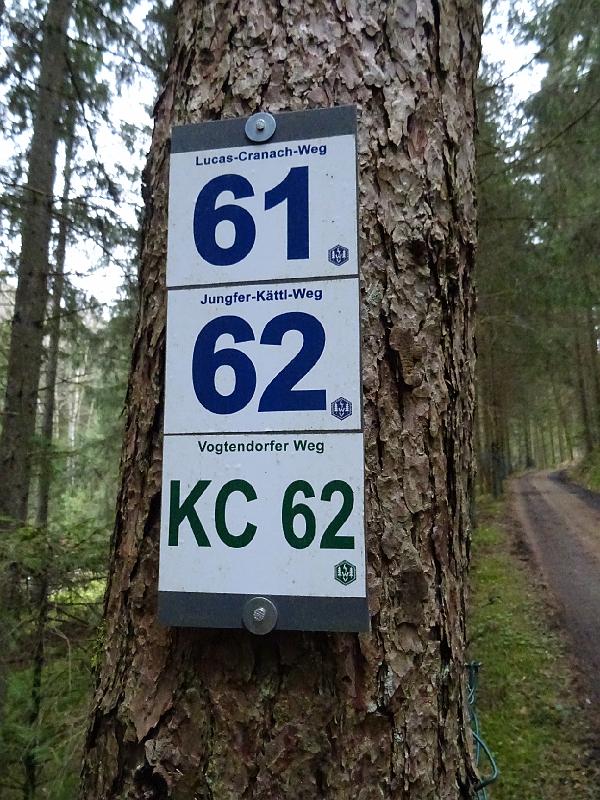 Lucas-Cranach-Weg
61
Jungfer-Kättl-Weg
62
Vogtendorfer Weg
KC 62